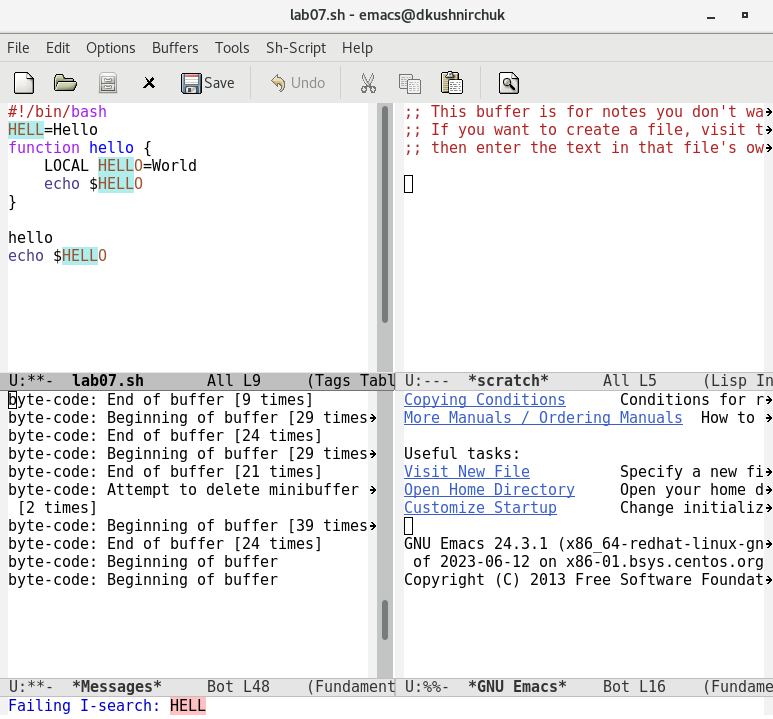 lab07.sh - emacs@dkushnirchuk
File Edit Options Buffers Tools Sh-Script Help
Save Undo
#!/bin/bash
HELL=Hello
function hello {
    LOCAL HELLO=World
    echo $HELLO
}
hello
echo $HELLO
U:**-  lab07.sh       All L9     (Tags Tabl
;; This buffer is for notes you don't wa
;; If you want to create a file, visit t
;; then enter the text in that file's ow
U:---  *scratch*      All L5     (Lisp In
byte-code: End of buffer [9 times]
byte-code: Beginning of buffer [29 times
byte-code: End of buffer [24 times]
byte-code: Beginning of buffer [29 times
byte-code: End of buffer [21 times]
byte-code: Attempt to delete minibuffer
 [2 times]
byte-code: Beginning of buffer [39 times
byte-code: End of buffer [24 times]
byte-code: Beginning of buffer
byte-code: Beginning of buffer
U:**-  *Messages*     Bot L48    (Fundament
Copying Conditions      Conditions for r
More Manuals / Ordering Manuals  How to
Useful tasks:
Visit New File          Specify a new fi
Open Home Directory     Open your home d
Customize Startup       Change initializ
GNU Emacs 24.3.1 (x86_64-redhat-linux-gn
 of 2023-06-12 on x86-01.bsys.centos.org
Copyright (C) 2013 Free Software Foundat
U:%%-  *GNU Emacs*    Bot L16    (Fundame
Failing I-search: HELL